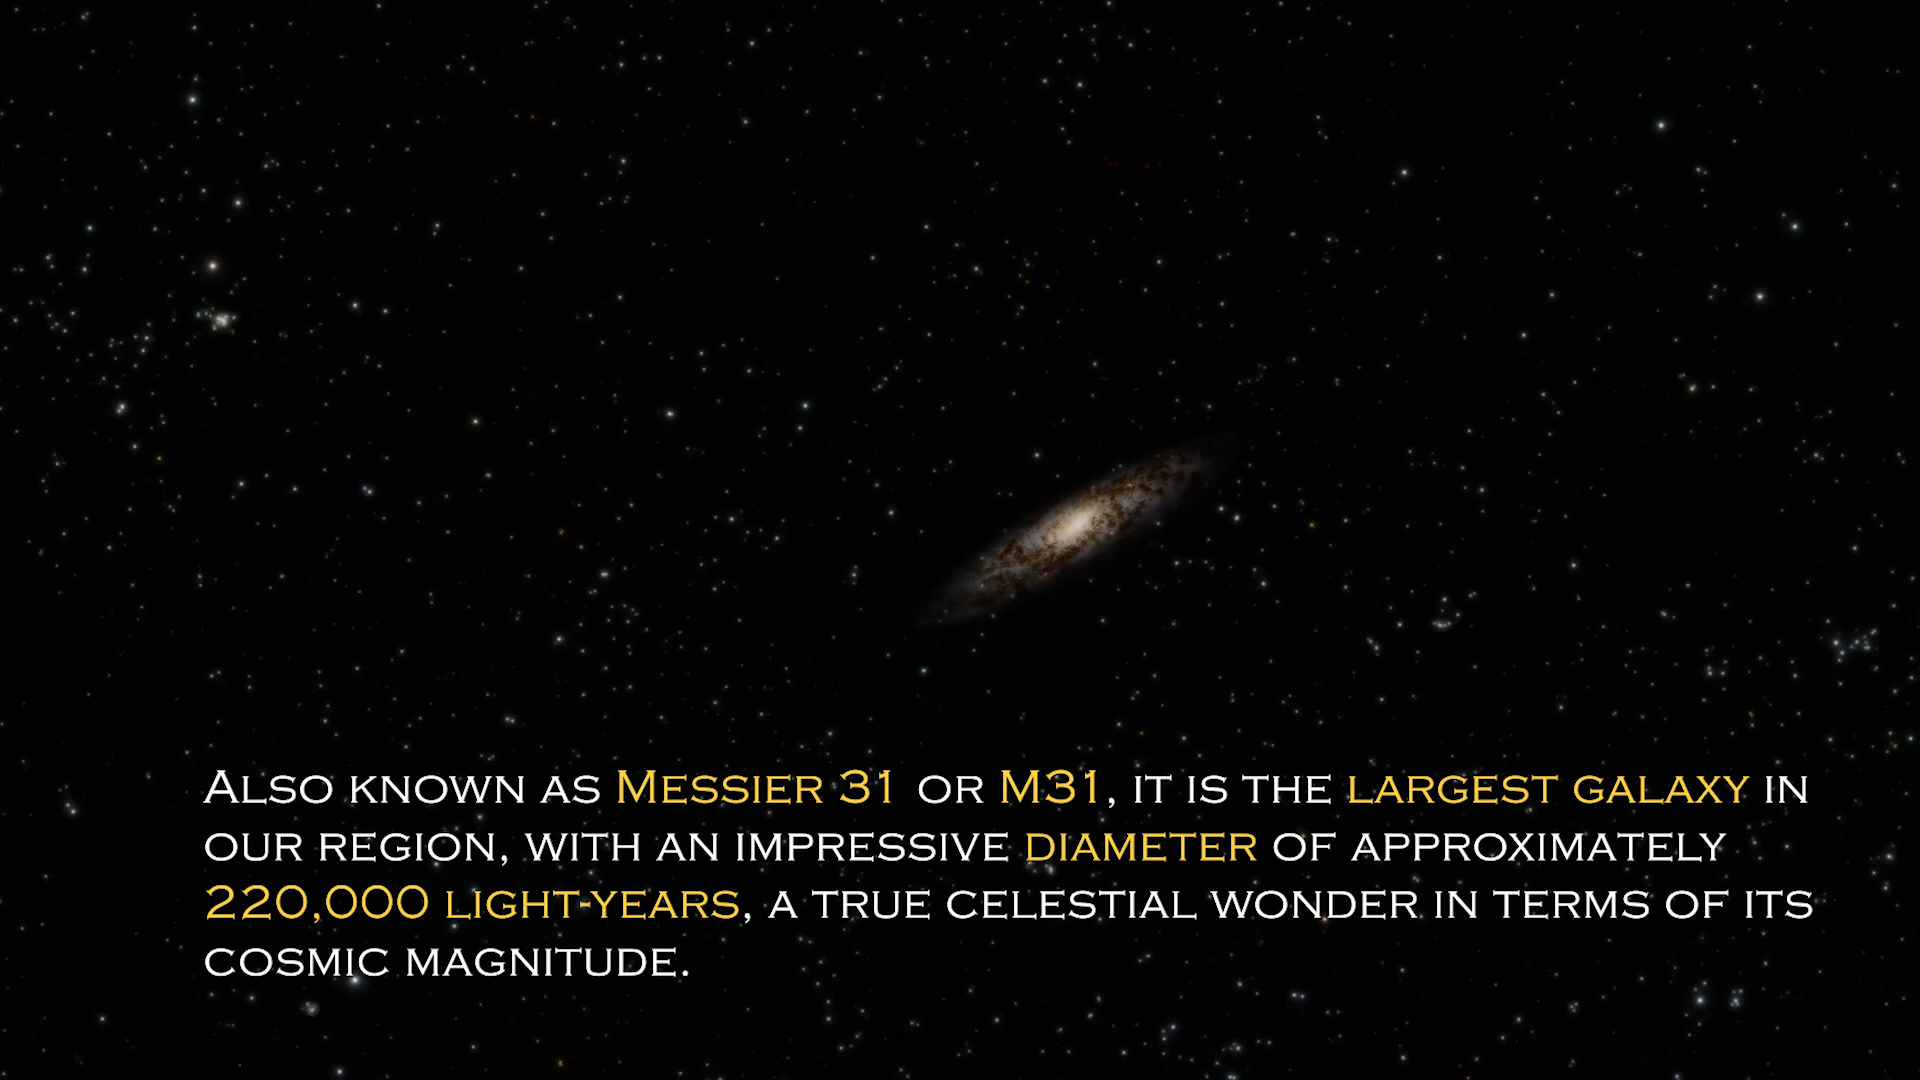 Also known as Messier 31 or M31, it is the largest galaxy in
our region, with an impressive diameter of approximately
220,000 light-years, a true celestial wonder in terms of its
cosmic magnitude.